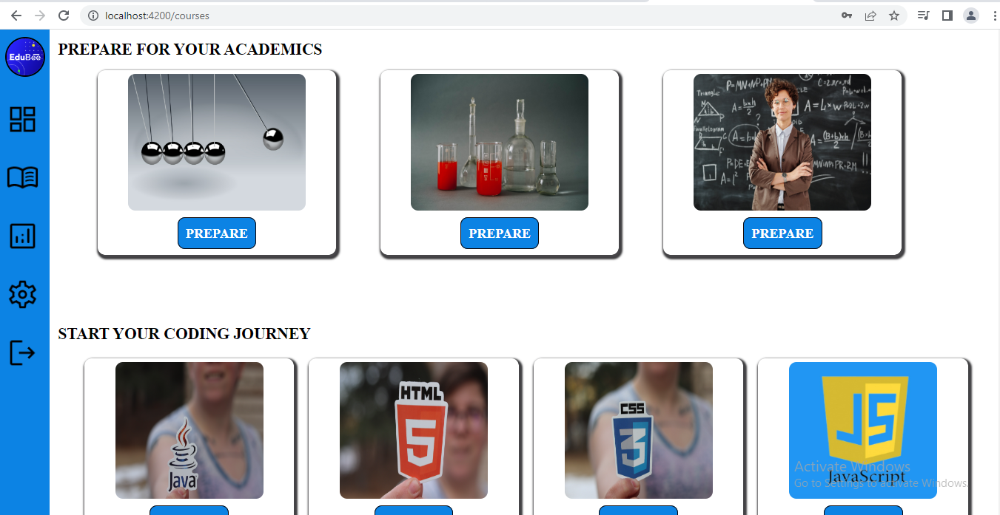 localhost:4200/courses
EduBee
PREPARE FOR YOUR ACADEMICS
PREPARE
PREPARE
PREPARE
START YOUR CODING JOURNEY
Java
HTML
5
CSS
3
JS
JavaScript
Activate Windows
Go to Settings to activate Windows.